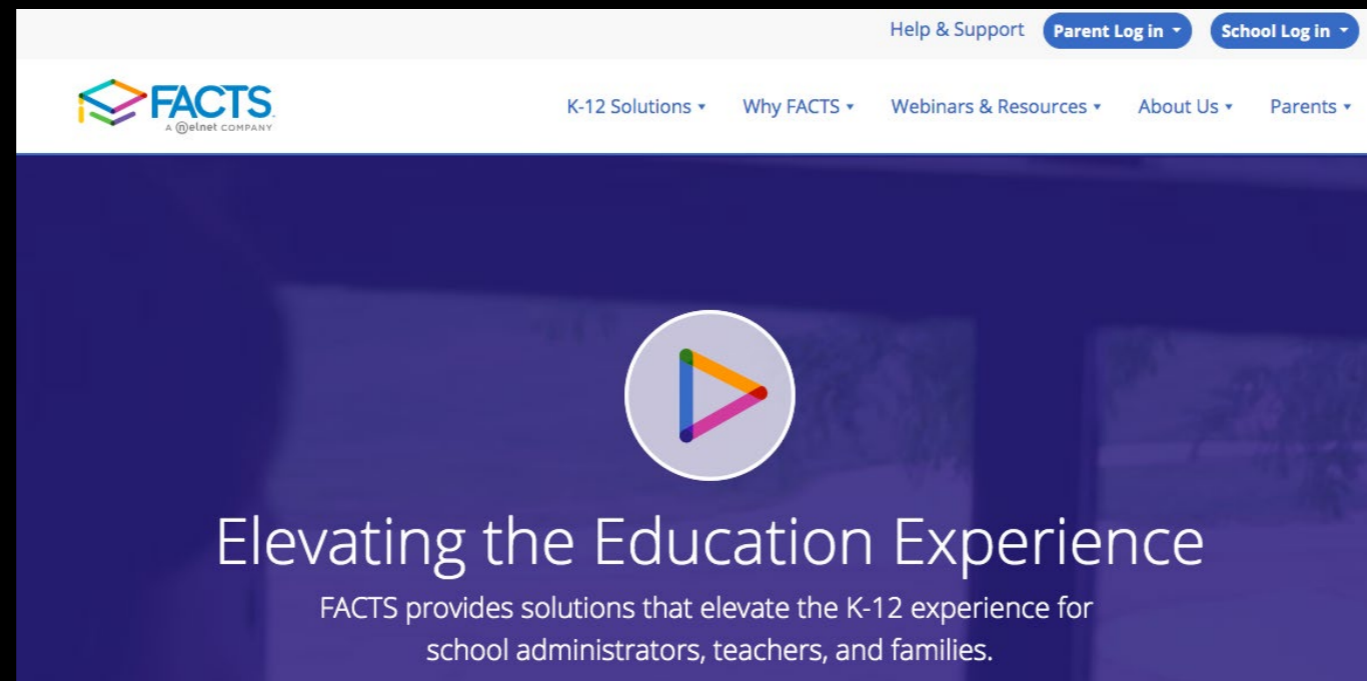 Help & Support Parent Log in School Log in
FACTS
A nelnet COMPANY
K-12 Solutions Why FACTS Webinars & Resources About Us Parents
Elevating the Education Experience
FACTS provides solutions that elevate the K-12 experience for
school administrators, teachers, and families.